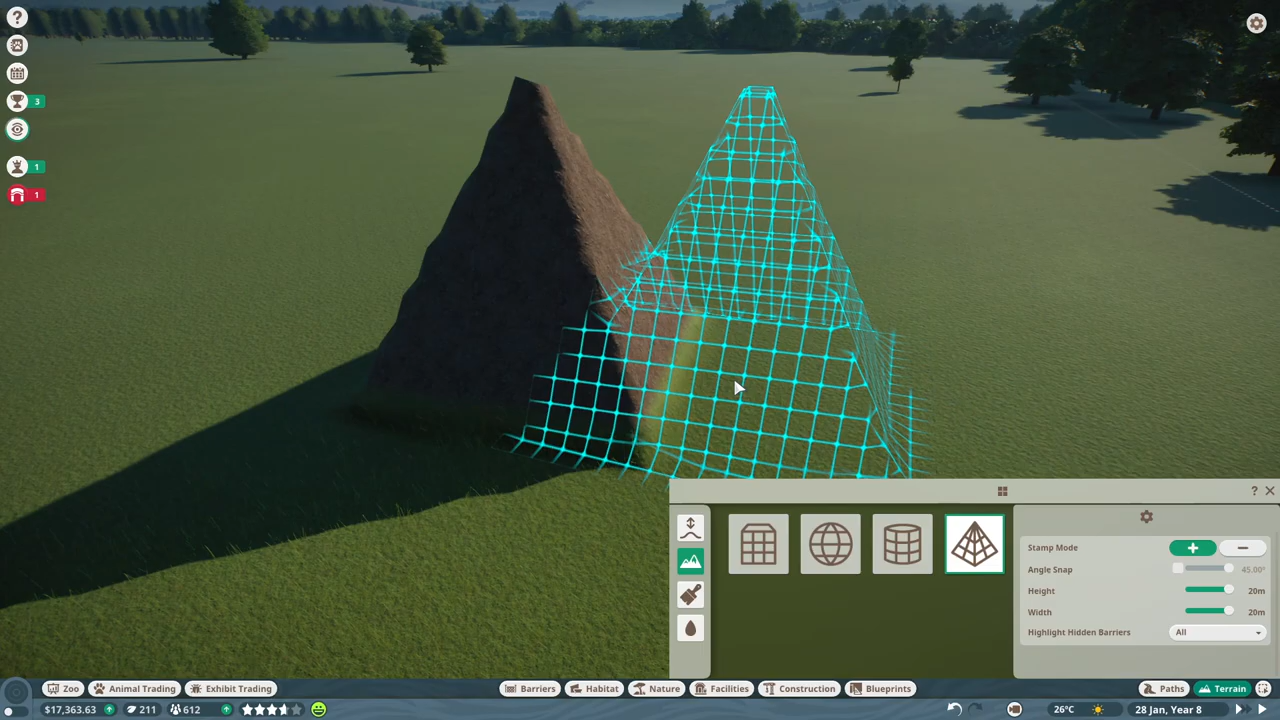 ?
3
1
1
?
Stamp Mode
Angle Snap 45.00°
Height 20m
Width 20m
Highlight Hidden Barriers All
Zoo Animal Trading Exhibit Trading Barriers Habitat Nature Facilities Construction Blueprints Paths Terrain
$17,363.63 211 612 26°C 28 Jan, Year 8